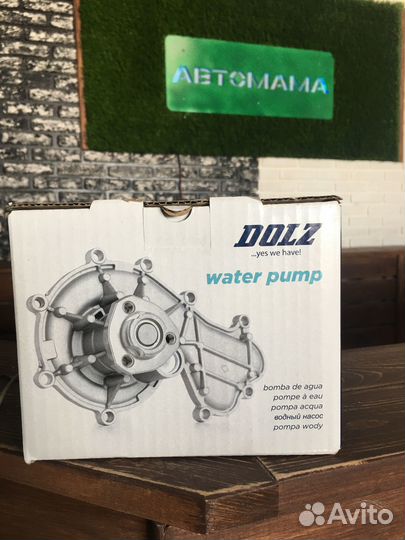 АВТОМАМА
DOLZ
...yes we have!
water pump
bomba de agua
pompe à eau
pompa acqua
водный насос
pompa wody
Avito